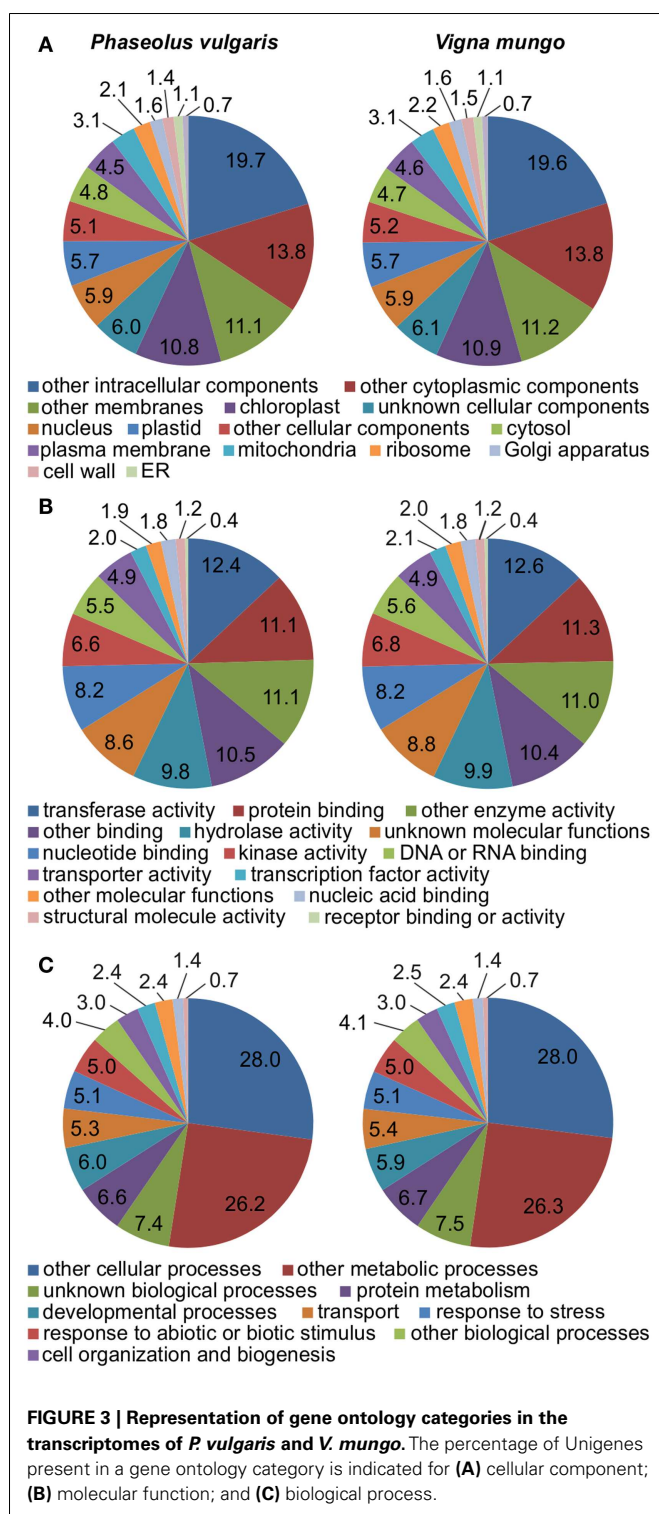 A
Phaseolus vulgaris
Vigna mungo
3.1 2.1 1.6 1.4 1.1 0.7
4.5 19.7
4.8
5.1 13.8
5.7
5.9 11.1
6.0 10.8
3.1 2.2 1.6 1.5 1.1 0.7
4.6 19.6
4.7
5.2 13.8
5.7
5.9 11.2
6.1 10.9
other intracellular components other cytoplasmic components
other membranes chloroplast unknown cellular components
nucleus plastid other cellular components cytosol
plasma membrane mitochondria ribosome Golgi apparatus
cell wall ER
B
2.0 1.9 1.8 1.2 0.4
4.9 12.4
5.5
6.6 11.1
8.2 11.1
8.6 9.8 10.5
2.1 2.0 1.8 1.2 0.4
4.9 12.6
5.6
6.8 11.3
8.2 11.0
8.8 9.9 10.4
transferase activity protein binding other enzyme activity
other binding hydrolase activity unknown molecular functions
nucleotide binding kinase activity DNA or RNA binding
transporter activity transcription factor activity
other molecular functions nucleic acid binding
structural molecule activity receptor binding or activity
C
4.0 3.0 2.4 2.4 1.4 0.7
5.0 28.0
5.1
5.3
6.0
6.6 7.4 26.2
4.1 3.0 2.5 2.4 1.4 0.7
5.0 28.0
5.1
5.4
5.9
6.7 7.5 26.3
other cellular processes other metabolic processes
unknown biological processes protein metabolism
developmental processes transport response to stress
response to abiotic or biotic stimulus other biological processes
cell organization and biogenesis
FIGURE 3 | Representation of gene ontology categories in the
transcriptomes of P. vulgaris and V. mungo. The percentage of Unigenes
present in a gene ontology category is indicated for (A) cellular component;
(B) molecular function; and (C) biological process.